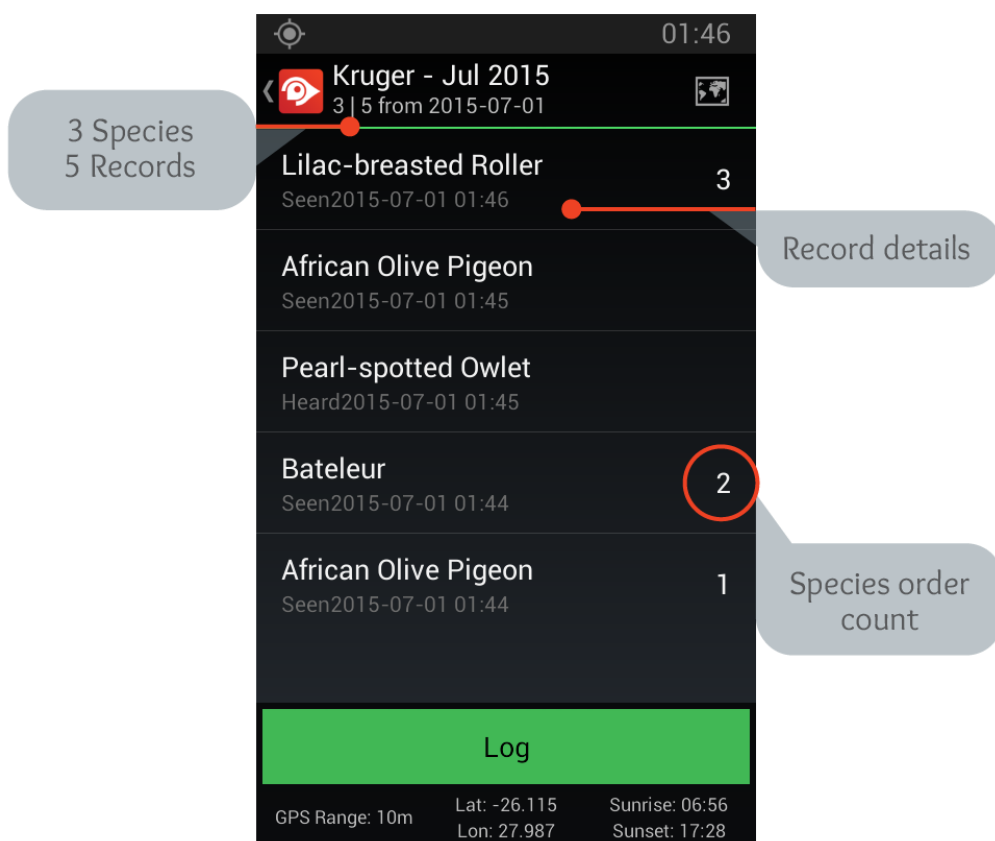 01:46
Kruger - Jul 2015
3 | 5 from 2015-07-01
3 Species
5 Records
Lilac-breasted Roller
3
Seen2015-07-01 01:46
Record details
African Olive Pigeon
Seen2015-07-01 01:45
Pearl-spotted Owlet
Heard2015-07-01 01:45
Bateleur
2
Seen2015-07-01 01:44
African Olive Pigeon
1
Seen2015-07-01 01:44
Species order
count
Log
GPS Range: 10m
Lat: -26.115
Lon: 27.987
Sunrise: 06:56
Sunset: 17:28